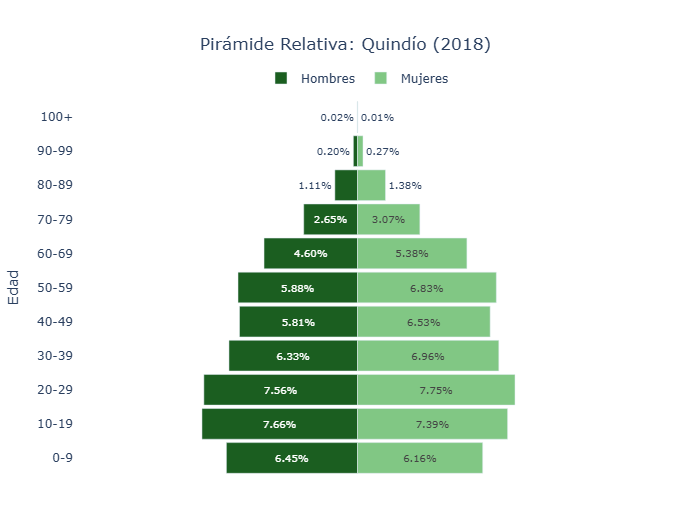 Pirámide Relativa: Quindío (2018)
Hombres Mujeres
100+ 0.02% 0.01%
90-99 0.20% 0.27%
80-89 1.11% 1.38%
70-79 2.65% 3.07%
60-69 4.60% 5.38%
Edad
50-59 5.88% 6.83%
40-49 5.81% 6.53%
30-39 6.33% 6.96%
20-29 7.56% 7.75%
10-19 7.66% 7.39%
0-9 6.45% 6.16%